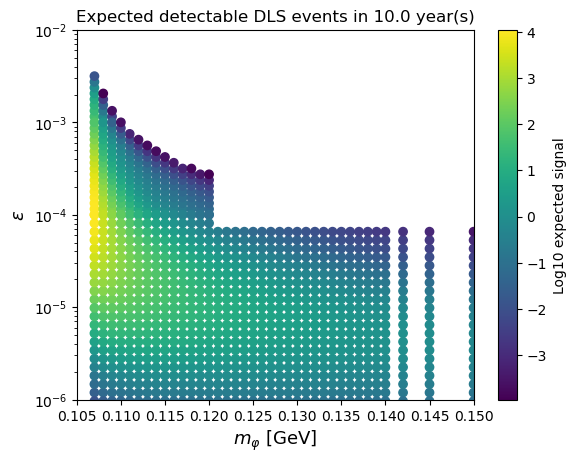 Expected detectable DLS events in 10.0 year(s)
10⁻²
10⁻³
10⁻⁴
10⁻⁵
10⁻⁶
ε
0.105 0.110 0.115 0.120 0.125 0.130 0.135 0.140 0.145 0.150
m_φ [GeV]
4
3
2
1
0
−1
−2
−3
Log10 expected signal